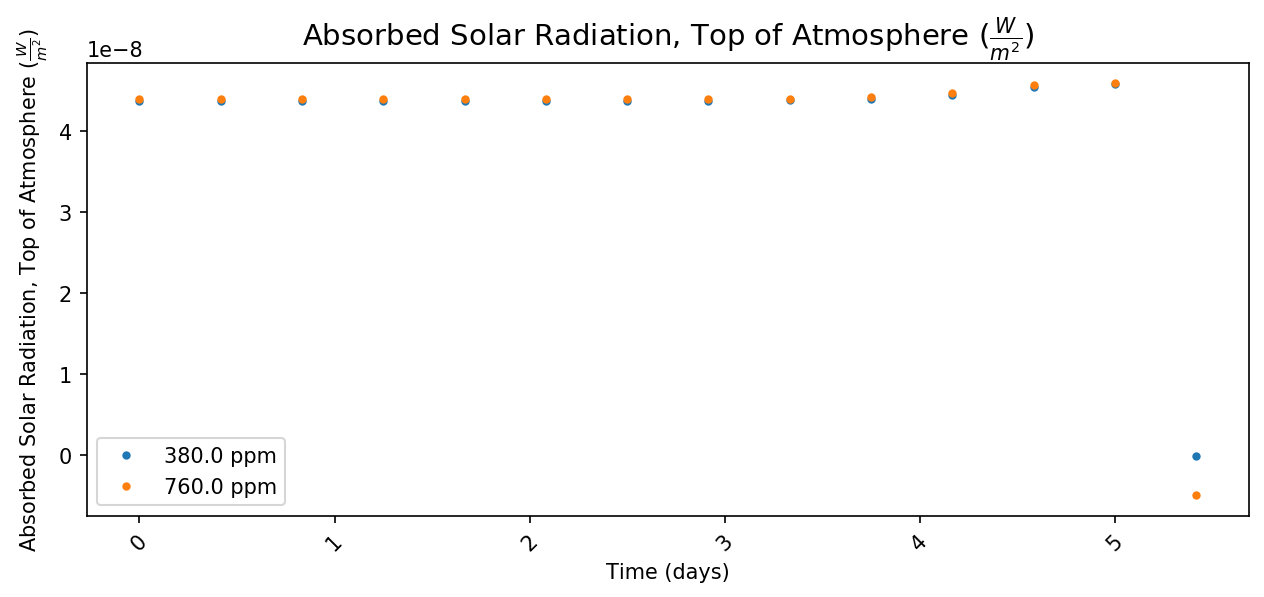 Absorbed Solar Radiation, Top of Atmosphere (W/m²)
1e−8
Absorbed Solar Radiation, Top of Atmosphere (W/m²)
4
3
2
1
0
380.0 ppm
760.0 ppm
0 1 2 3 4 5
Time (days)